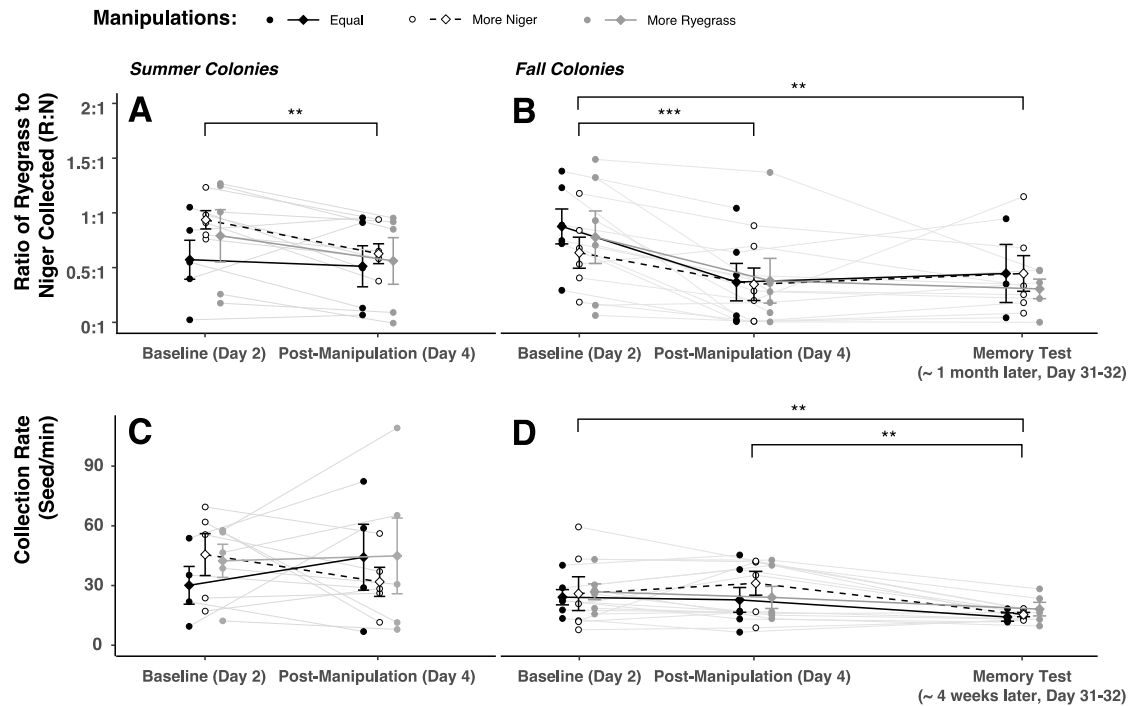 Manipulations: Equal More Niger More Ryegrass
Summer Colonies Fall Colonies
Ratio of Ryegrass to
Niger Collected (R:N)
A
B
**
***
**
2:1
1.5:1
1:1
0.5:1
0:1
Baseline (Day 2) Post-Manipulation (Day 4)
Baseline (Day 2) Post-Manipulation (Day 4) Memory Test
(~ 1 month later, Day 31-32)
Collection Rate
(Seed/min)
C
D
**
**
90
60
30
0
Baseline (Day 2) Post-Manipulation (Day 4)
Baseline (Day 2) Post-Manipulation (Day 4) Memory Test
(~ 4 weeks later, Day 31-32)